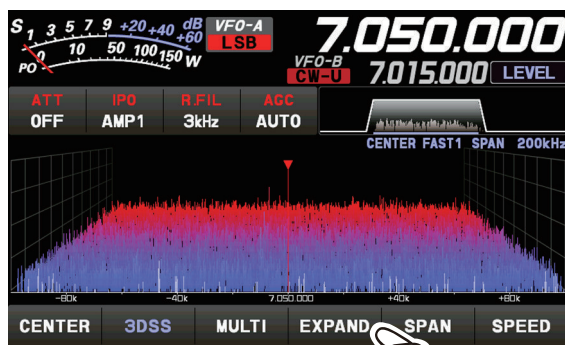 S 1 3 5 7 9 +20 +40 +60 dB
PO 0 10 50 100 150 W
VFO-A
LSB
7.050.000
VFO-B
CW-U
7.015.000
LEVEL
ATT IPO R.FIL AGC
OFF AMP1 3kHz AUTO
CENTER FAST1 SPAN 200kHz
-80k -40k 7.050.000 +40k +80k
CENTER 3DSS MULTI EXPAND SPAN SPEED